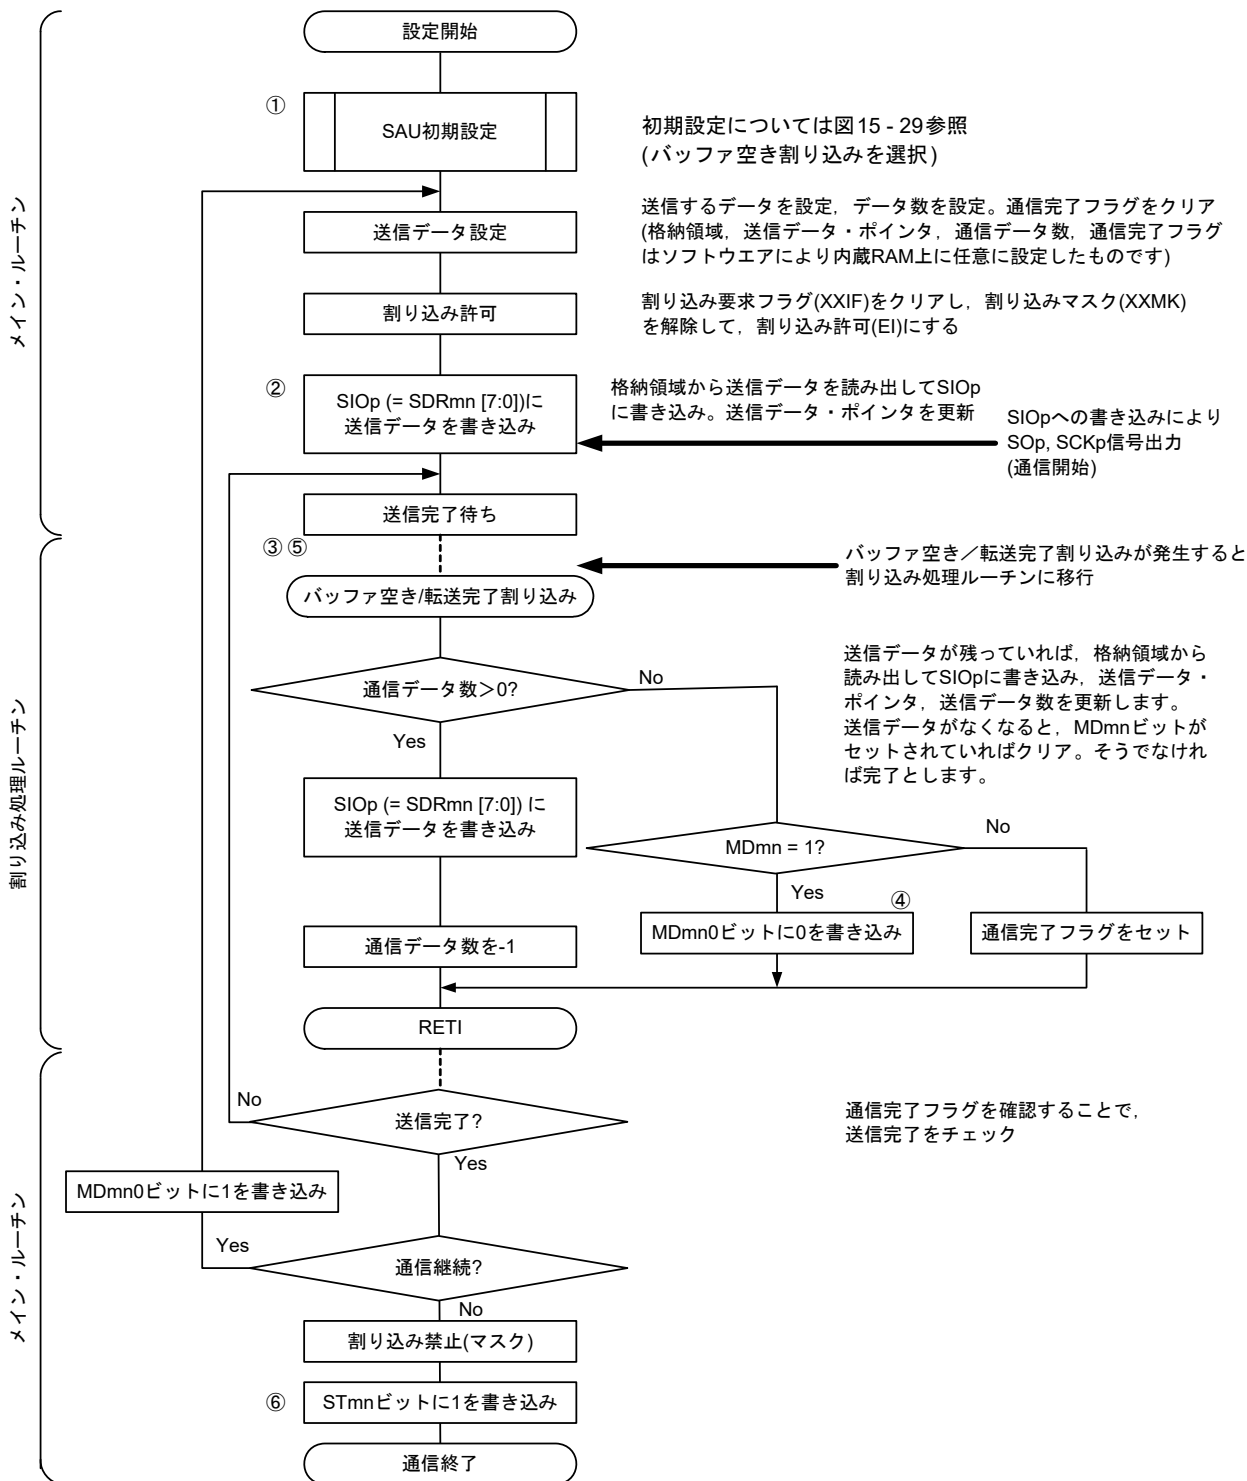 設定開始
①
SAU初期設定
初期設定については図15 - 29参照
(バッファ空き割り込みを選択)
メイン・ルーチン
送信データ設定
送信するデータを設定，データ数を設定。通信完了フラグをクリア
(格納領域，送信データ・ポインタ，通信データ数，通信完了フラグ
はソフトウエアにより内蔵RAM上に任意に設定したものです)
割り込み許可
割り込み要求フラグ(XXIF)をクリアし，割り込みマスク(XXMK)
を解除して，割り込み許可(EI)にする
②
SIOp (= SDRmn [7:0])に
送信データを書き込み
格納領域から送信データを読み出してSIOp
に書き込み。送信データ・ポインタを更新
SIOpへの書き込みにより
SOp, SCKp信号出力
(通信開始)
送信完了待ち
③ ⑤
バッファ空き／転送完了割り込みが発生すると
割り込み処理ルーチンに移行
バッファ空き/転送完了割り込み
割り込み処理ルーチン
通信データ数＞0?
No
Yes
送信データが残っていれば，格納領域から
読み出してSIOpに書き込み，送信データ・
ポインタ，送信データ数を更新します。
送信データがなくなると，MDmnビットが
セットされていればクリア。そうでなけれ
ば完了とします。
SIOp (= SDRmn [7:0]) に
送信データを書き込み
MDmn = 1?
No
Yes
④
通信データ数を-1
MDmn0ビットに0を書き込み
通信完了フラグをセット
RETI
メイン・ルーチン
送信完了?
No
Yes
通信完了フラグを確認することで，
送信完了をチェック
MDmn0ビットに1を書き込み
通信継続?
Yes
No
割り込み禁止(マスク)
⑥
STmnビットに1を書き込み
通信終了